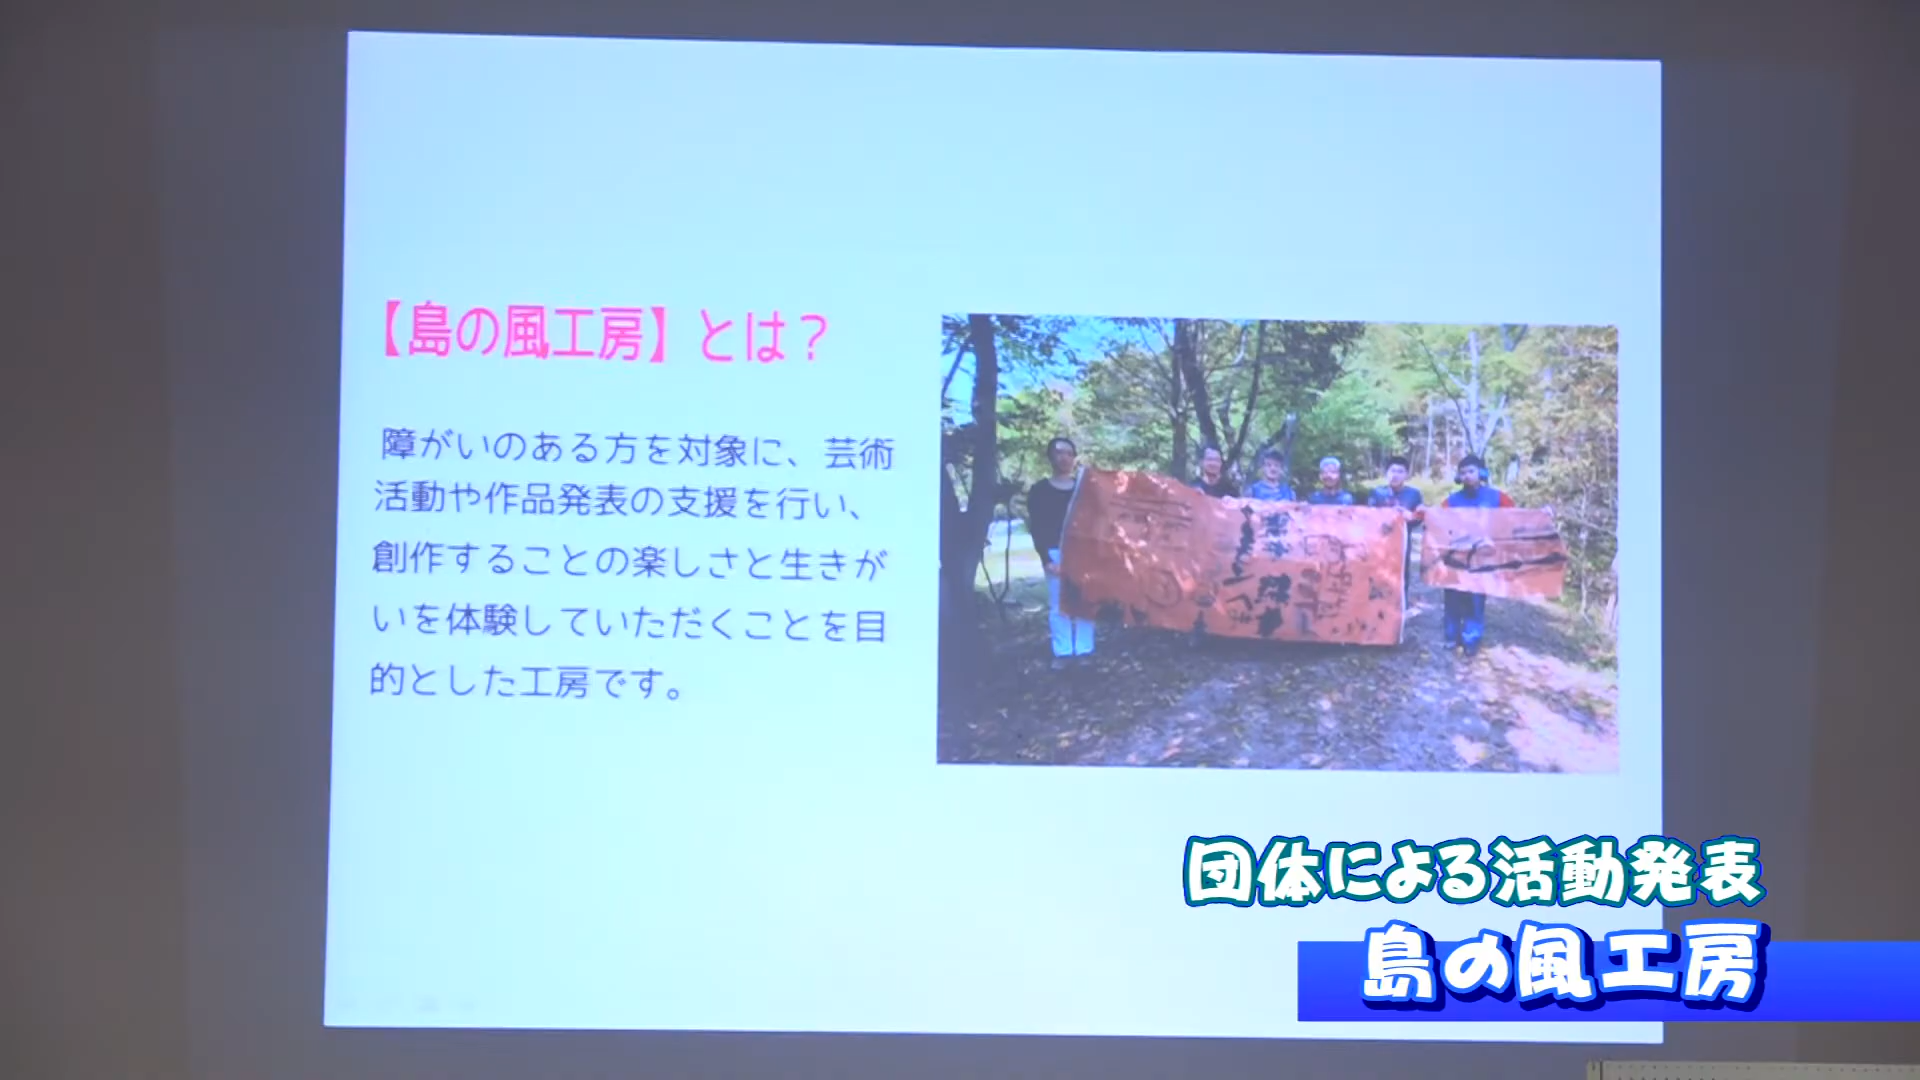 【島の風工房】とは？
障がいのある方を対象に、芸術
活動や作品発表の支援を行い、
創作することの楽しさと生きが
いを体験していただくことを目
的とした工房です。
団体による活動発表
島の風工房